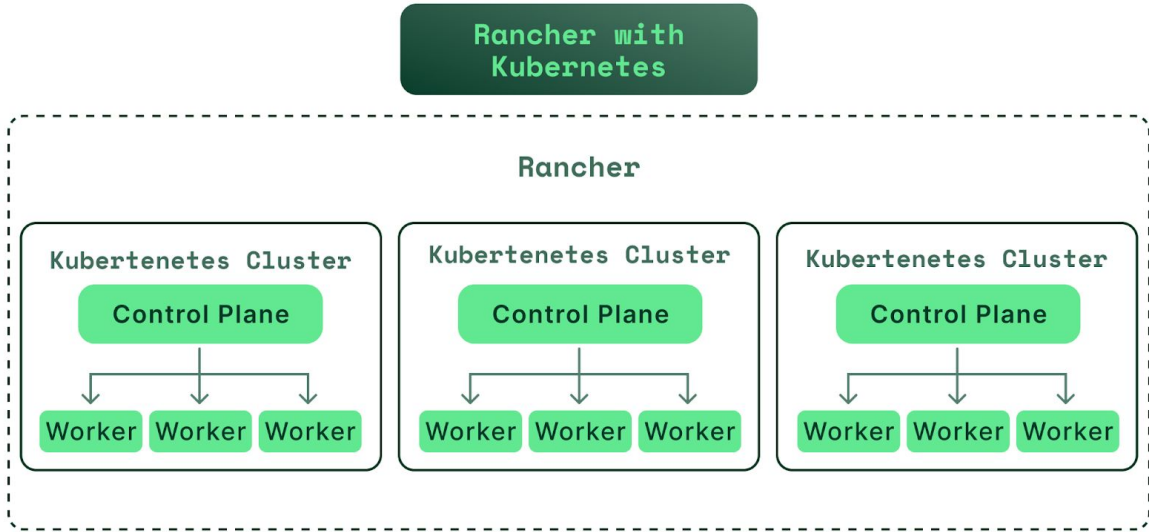 Rancher with
Kubernetes
Rancher
Kubertenetes Cluster
Control Plane
Worker Worker Worker
Kubertenetes Cluster
Control Plane
Worker Worker Worker
Kubertenetes Cluster
Control Plane
Worker Worker Worker